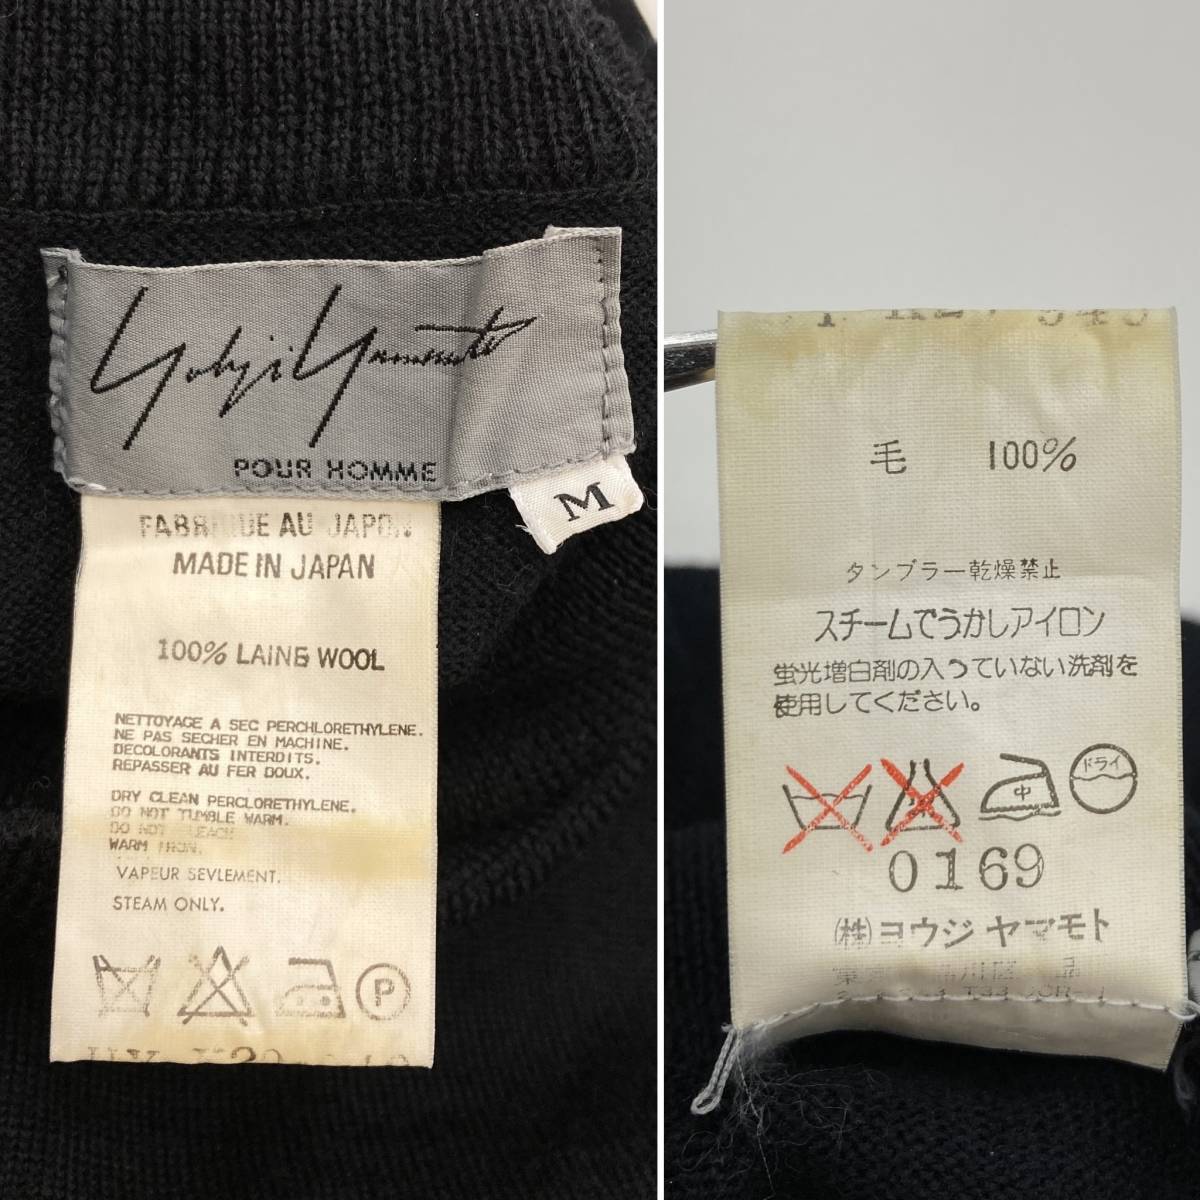 Yohji Yamamoto
POUR HOMME
M
FABRIQUE AU JAPON
MADE IN JAPAN
100% LAINE WOOL
NETTOYAGE A SEC PERCHLORETHYLENE.
NE PAS SECHER EN MACHINE.
DECOLORANTS INTERDITS.
REPASSER AU FER DOUX.
DRY CLEAN PERCLORETHYLENE.
DO NOT TUMBLE WARM.
DO NOT BLEACH
WARM IRON.
VAPEUR SEVLEMENT.
STEAM ONLY.
P
毛 100%
タンブラー乾燥禁止
スチームでうかしアイロン
蛍光増白剤の入っていない洗剤を
使用してください。
中 ドライ
0169
(株)ヨウジ ヤマモト